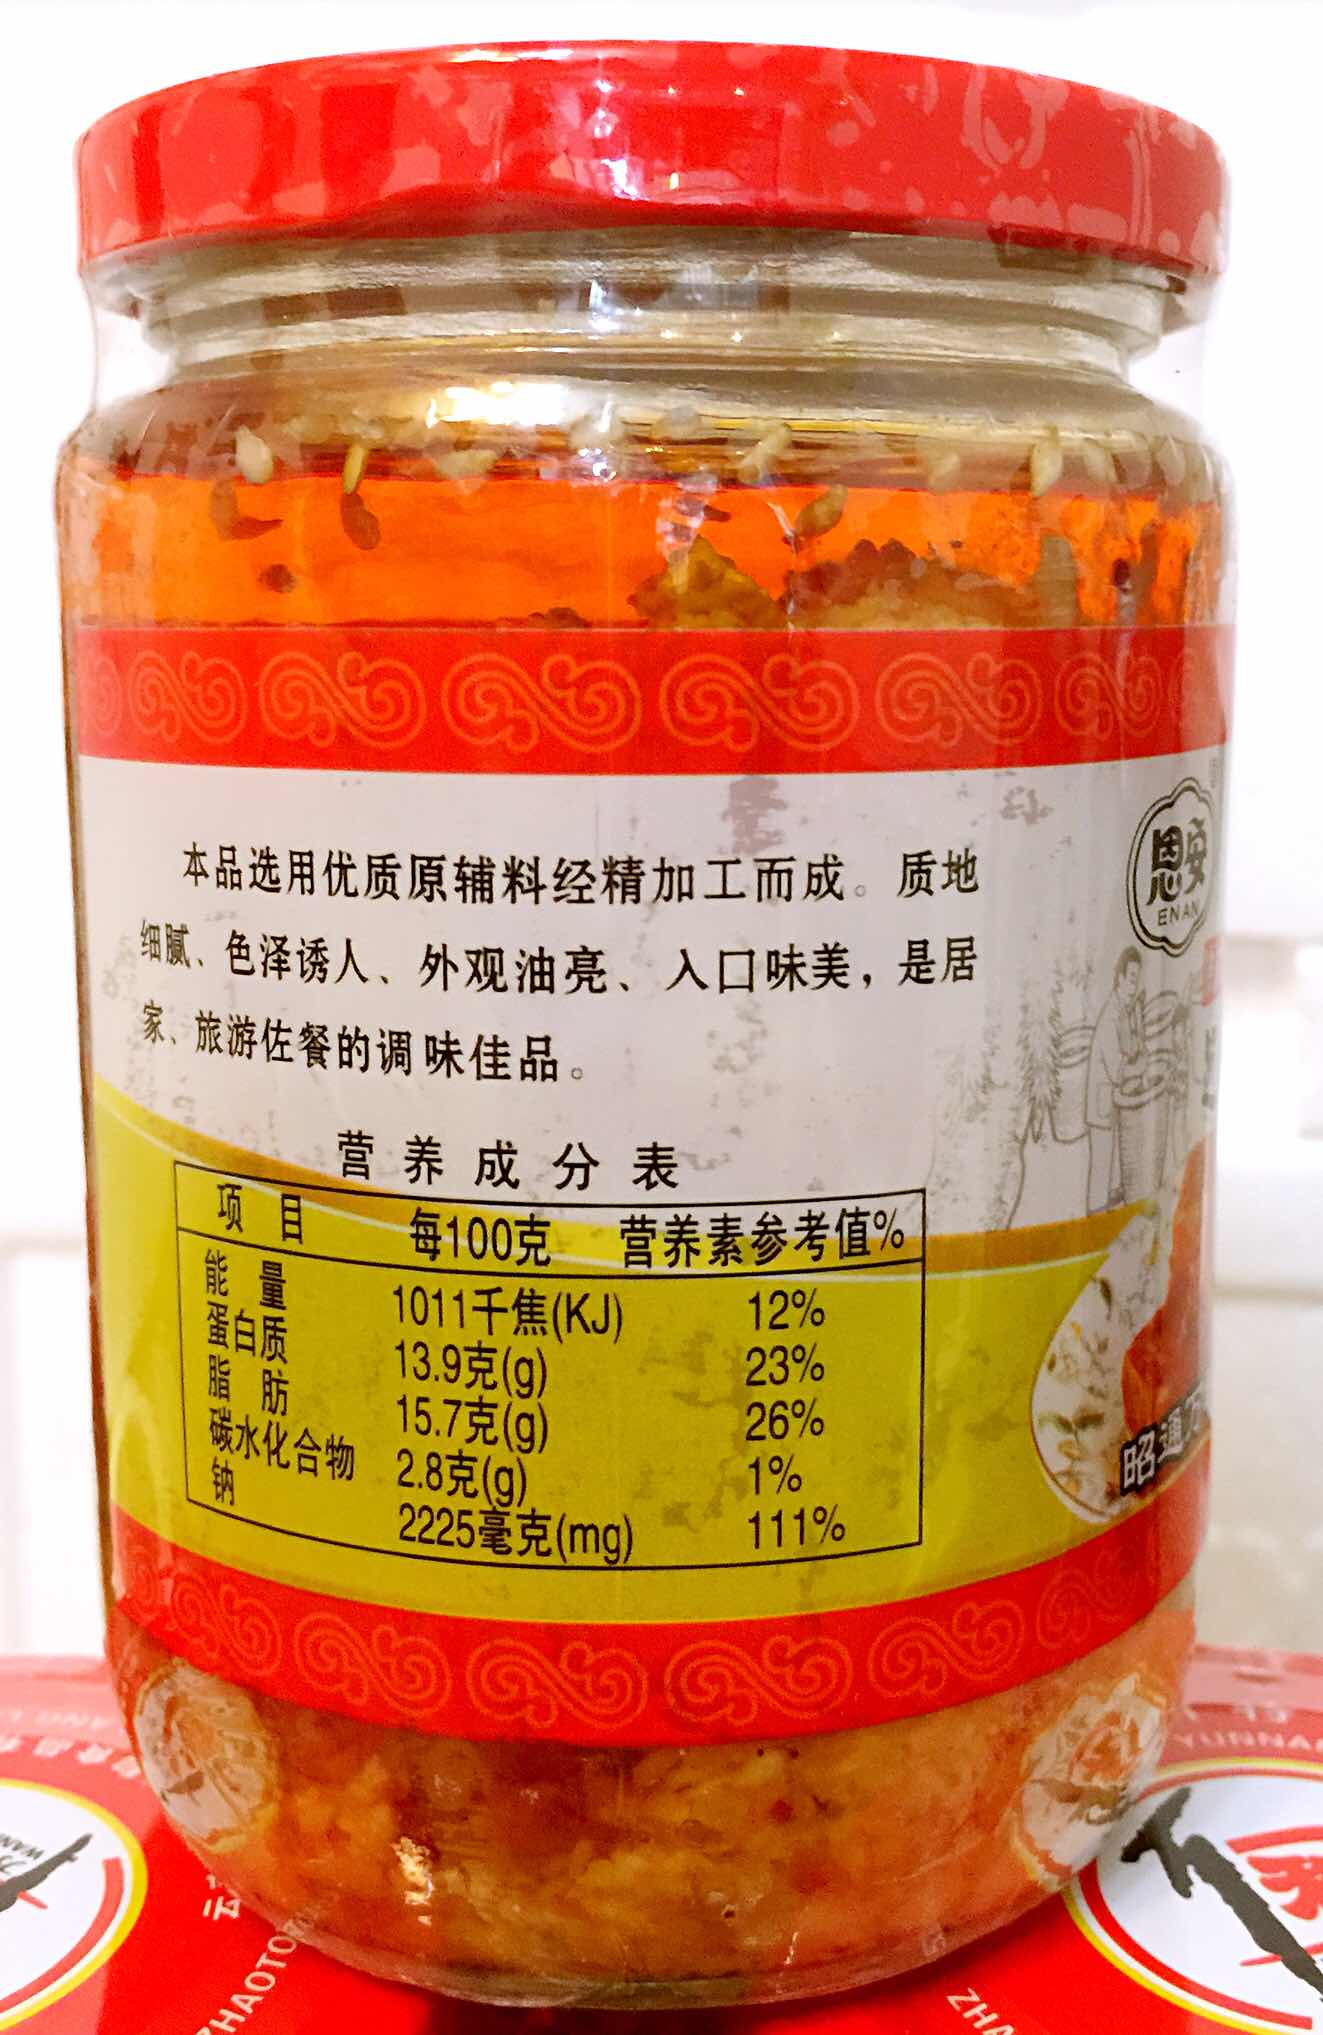 本品选用优质原辅料经精加工而成。质地
细腻、色泽诱人、外观油亮、入口味美，是居
家、旅游佐餐的调味佳品。
恩安
ENAN
营养成分表
项目 每100克 营养素参考值%
能量 1011千焦(KJ) 12%
蛋白质 13.9克(g) 23%
脂肪 15.7克(g) 26%
碳水化合物 2.8克(g) 1%
钠 2225毫克(mg) 111%
昭通
YUNNA
ZHAOTO
ZHA